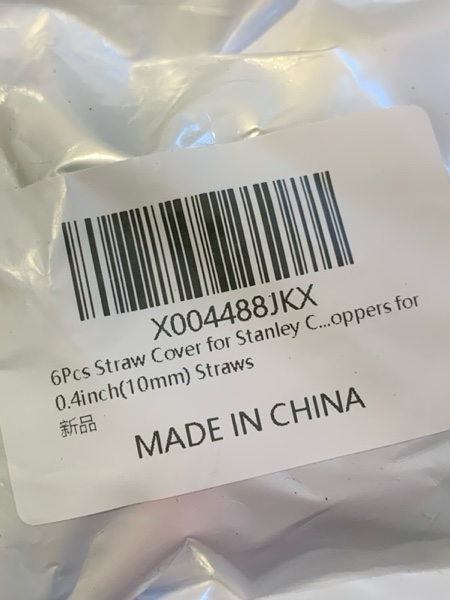 X004488JKX
6Pcs Straw Cover for Stanley C...oppers for
0.4inch(10mm) Straws
新品
MADE IN CHINA